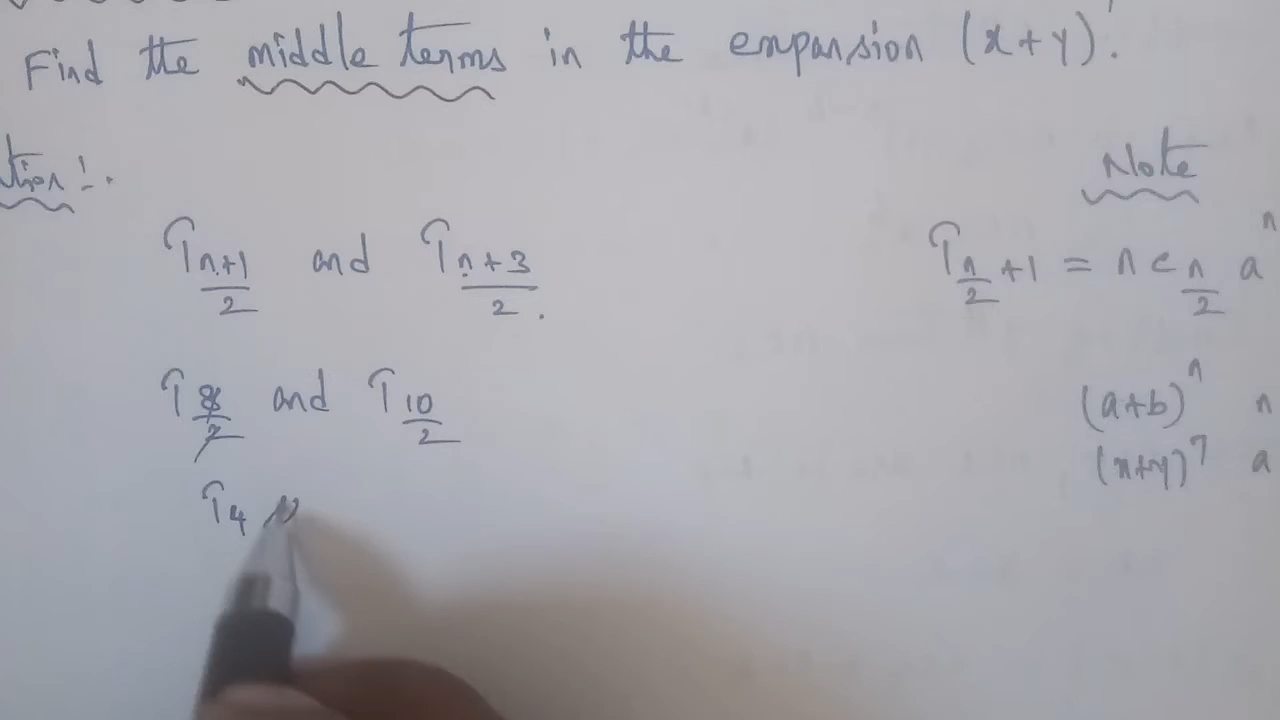 Find the middle terms in the expansion (x+y)
tion:-.
Note
T n+1/2 and T n+3/2.
T n/2 +1 = n c n/2 a^n
T 8/2 and T 10/2
(a+b)^n n
(x+y)^7 a
T4